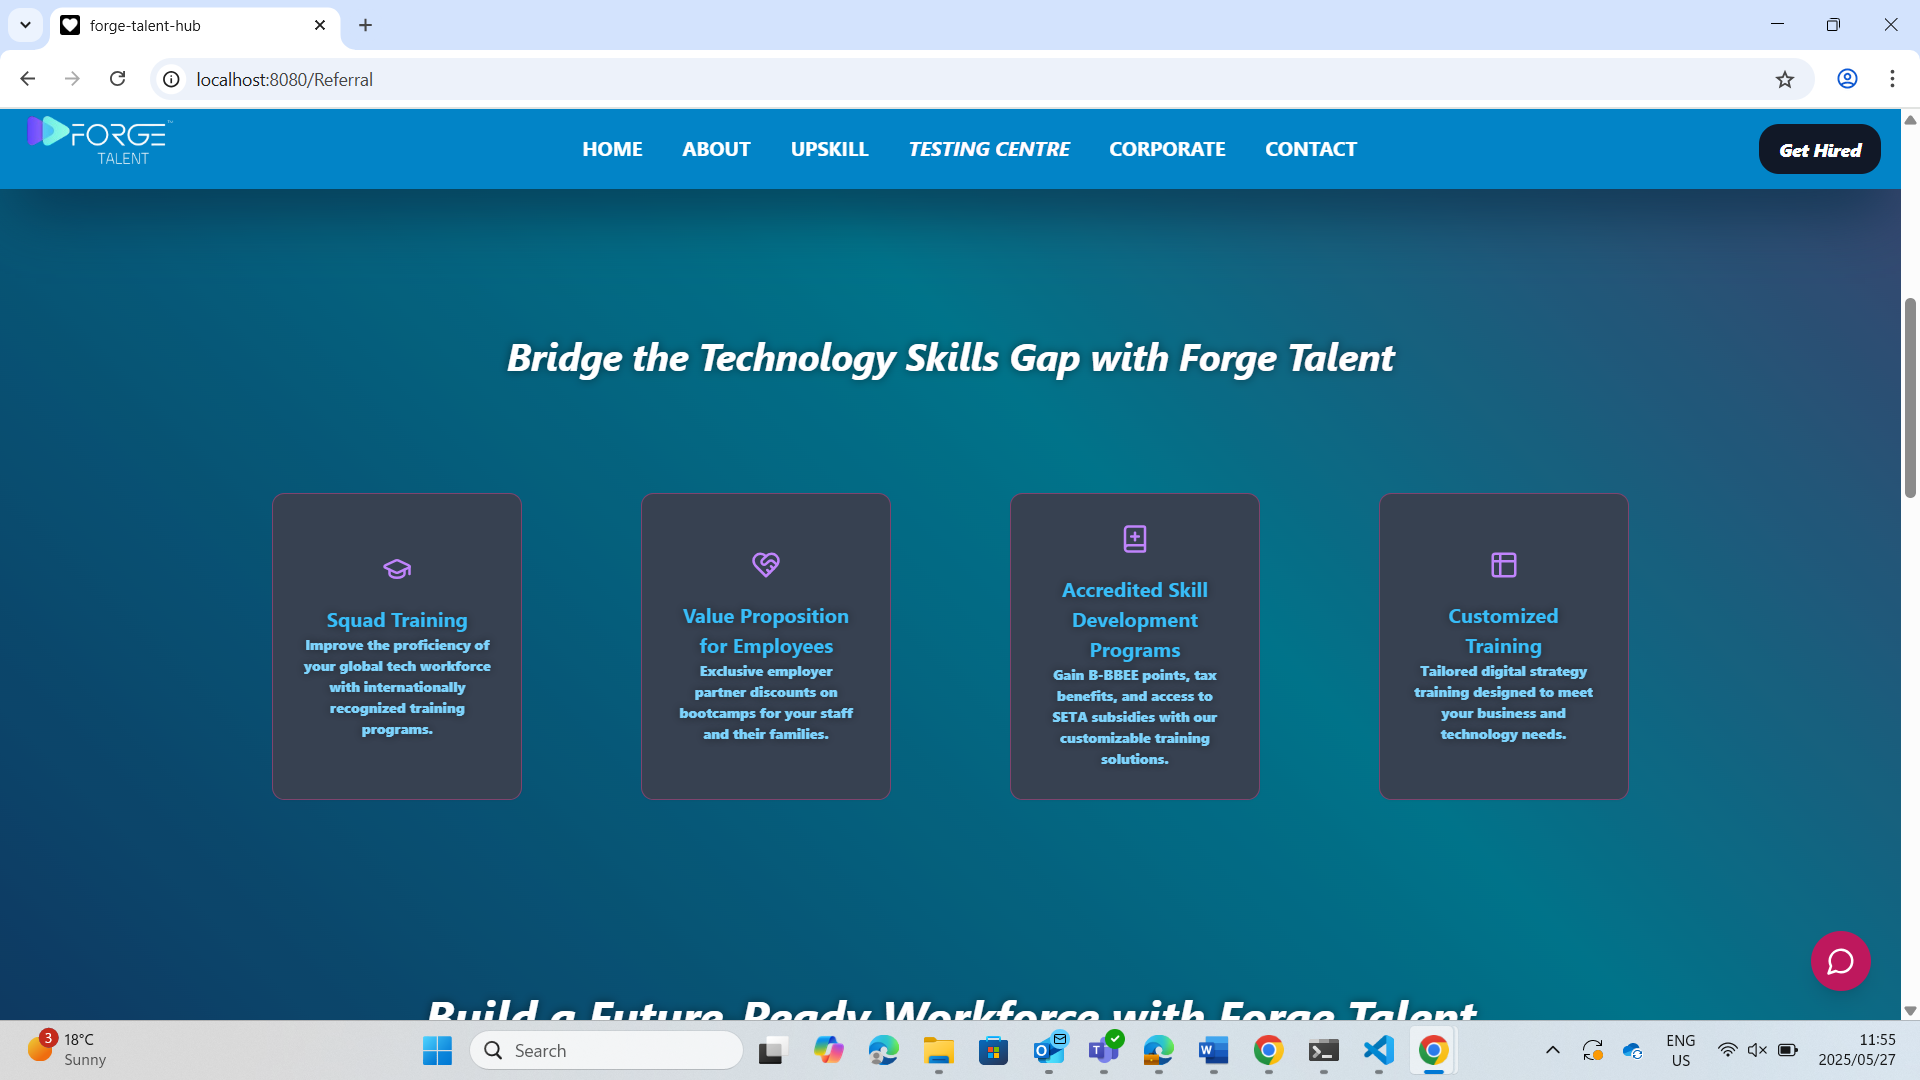 forge-talent-hub
localhost:8080/Referral
FORGE
TALENT
HOME ABOUT UPSKILL TESTING CENTRE CORPORATE CONTACT
Get Hired
Bridge the Technology Skills Gap with Forge Talent
Squad Training
Improve the proficiency of
your global tech workforce
with internationally
recognized training
programs.
Value Proposition
for Employees
Exclusive employer
partner discounts on
bootcamps for your staff
and their families.
Accredited Skill
Development
Programs
Gain B-BBEE points, tax
benefits, and access to
SETA subsidies with our
customizable training
solutions.
Customized
Training
Tailored digital strategy
training designed to meet
your business and
technology needs.
Build a Future-Ready Workforce with Forge Talent
3
18°C
Sunny
Search
ENG
US
11:55
2025/05/27